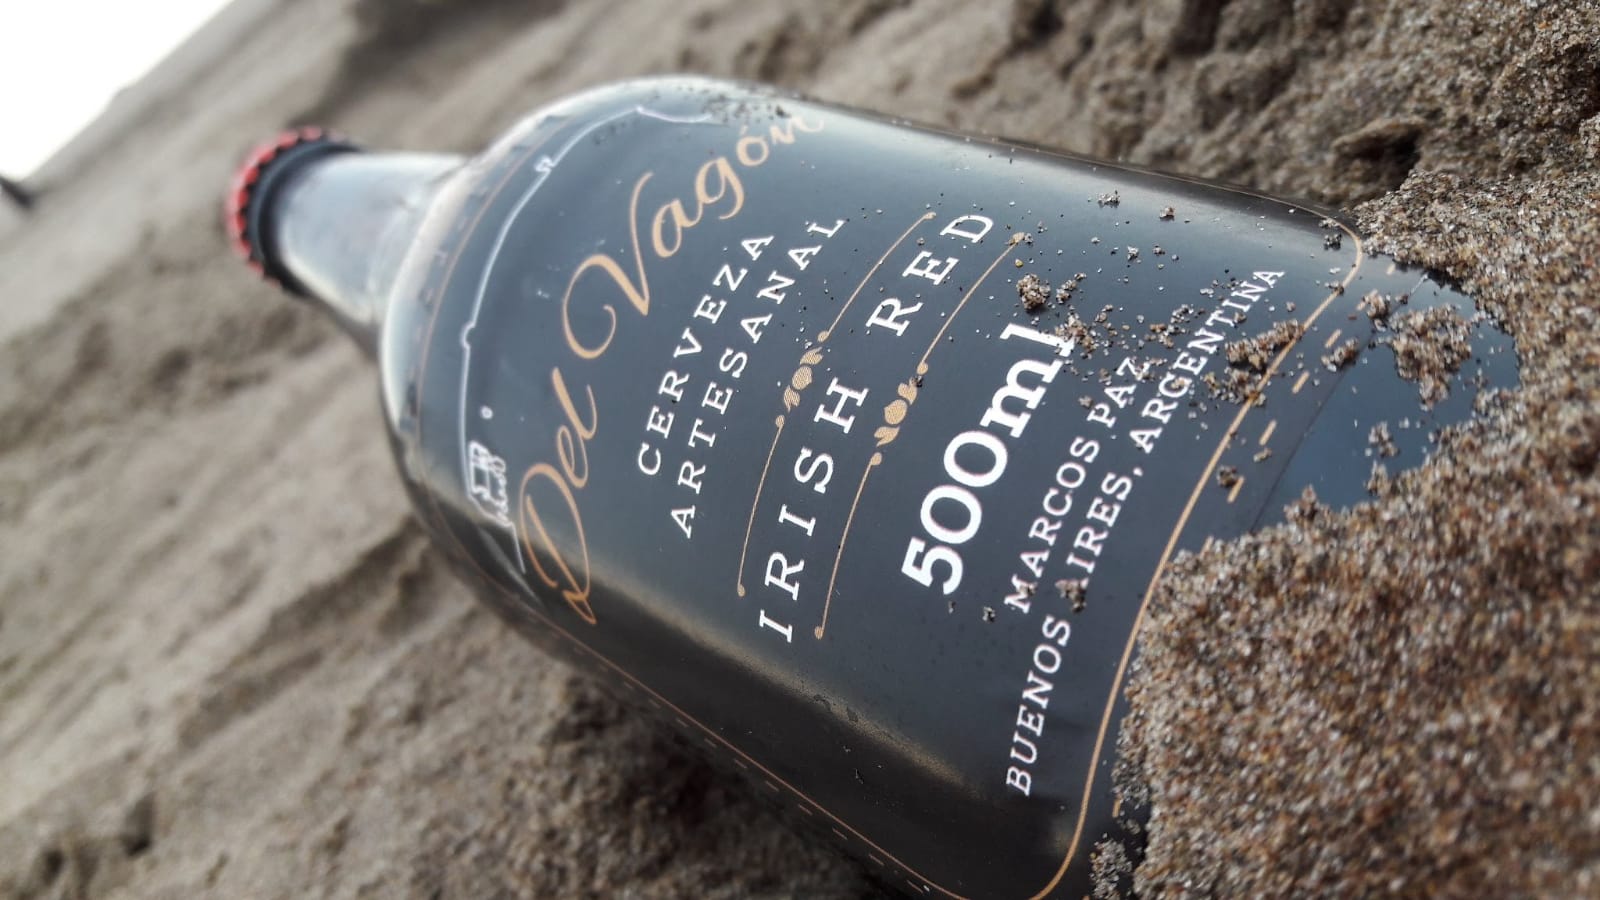 Del Vagón
CERVEZA
ARTESANAL
IRISH RED
500ml
MARCOS PAZ,
BUENOS AIRES, ARGENTINA